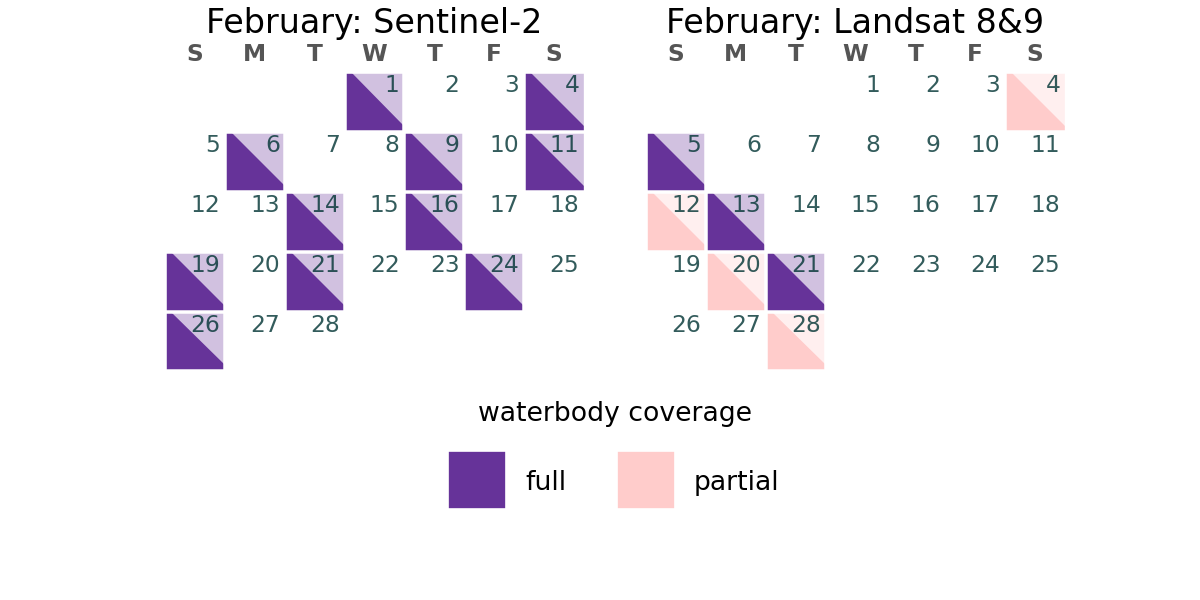 February: Sentinel-2
S M T W T F S
1 2 3 4
5 6 7 8 9 10 11
12 13 14 15 16 17 18
19 20 21 22 23 24 25
26 27 28
February: Landsat 8&9
S M T W T F S
1 2 3 4
5 6 7 8 9 10 11
12 13 14 15 16 17 18
19 20 21 22 23 24 25
26 27 28
waterbody coverage
full
partial